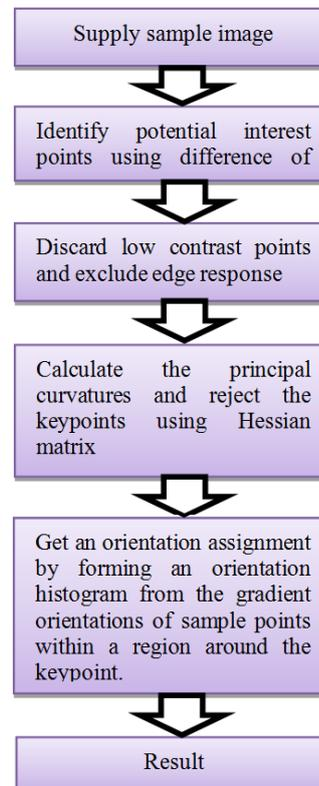 Supply sample image
Identify potential interest
points using difference of
Discard low contrast points
and exclude edge response
Calculate the principal
curvatures and reject the
keypoints using Hessian
matrix
Get an orientation assignment
by forming an orientation
histogram from the gradient
orientations of sample points
within a region around the
keypoint.
Result